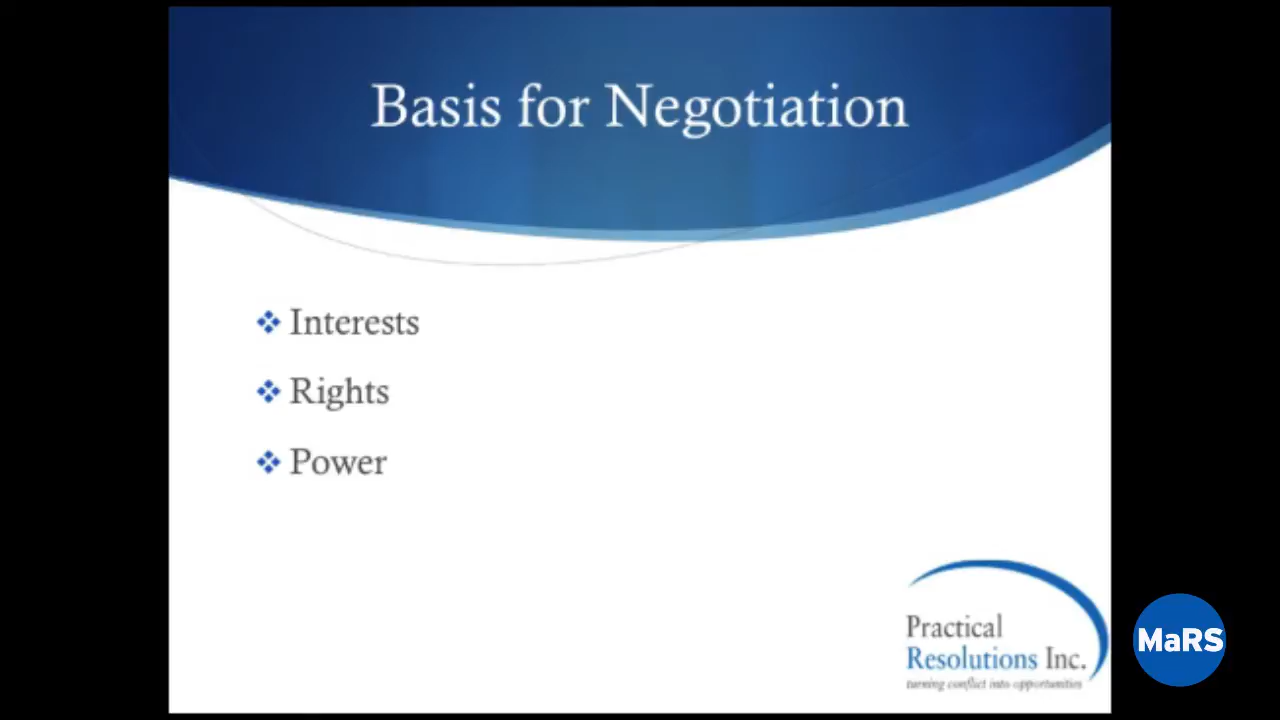 Basis for Negotiation
Interests
Rights
Power
Practical
Resolutions Inc.
turning conflict into opportunities
MaRS